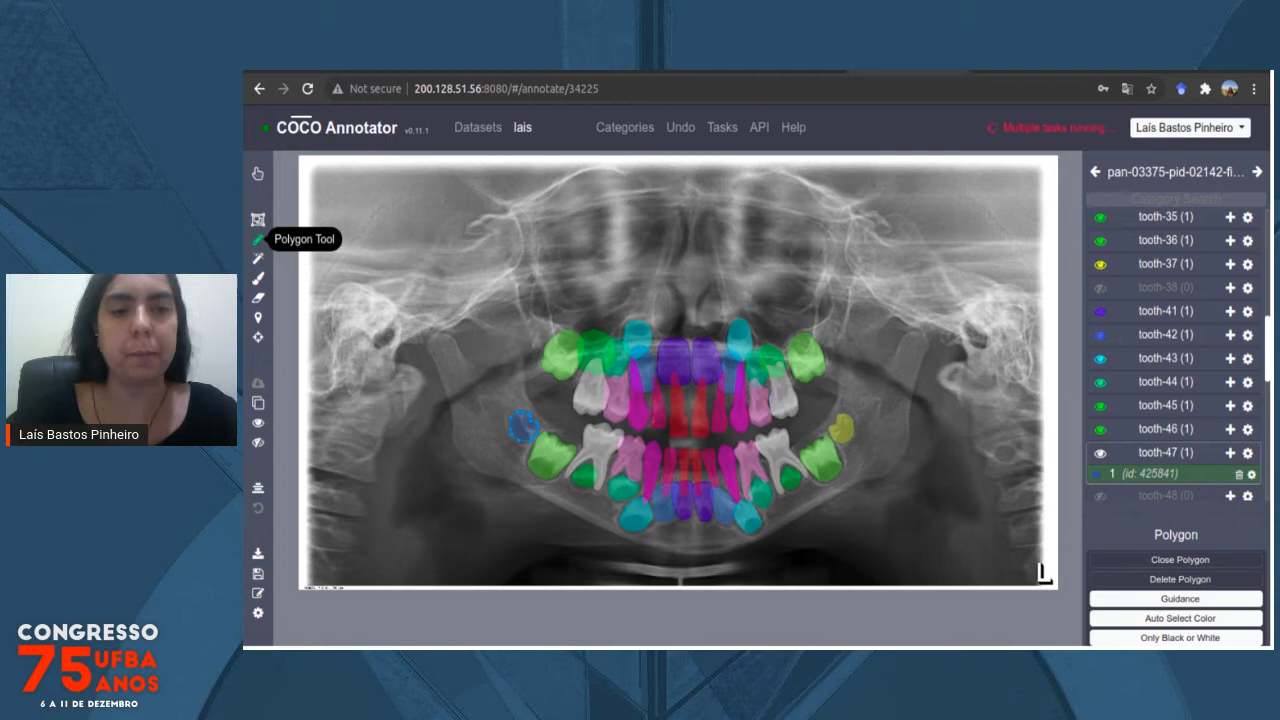 Not secure 200.128.51.56:8080/#/annotate/34225
COCO Annotator v0.11.1 Datasets lais Categories Undo Tasks API Help Multiple tasks running... Laís Bastos Pinheiro
pan-03375-pid-02142-fi...
Category Search
tooth-35 (1)
tooth-36 (1)
tooth-37 (1)
tooth-38 (0)
tooth-41 (1)
tooth-42 (1)
tooth-43 (1)
tooth-44 (1)
tooth-45 (1)
tooth-46 (1)
tooth-47 (1)
1 (id: 425841)
tooth-48 (0)
Polygon
Close Polygon
Delete Polygon
Guidance
Auto Select Color
Only Black or White
Polygon Tool
L
Laís Bastos Pinheiro
CONGRESSO
75 UFBA
ANOS
6 A 11 DE DEZEMBRO